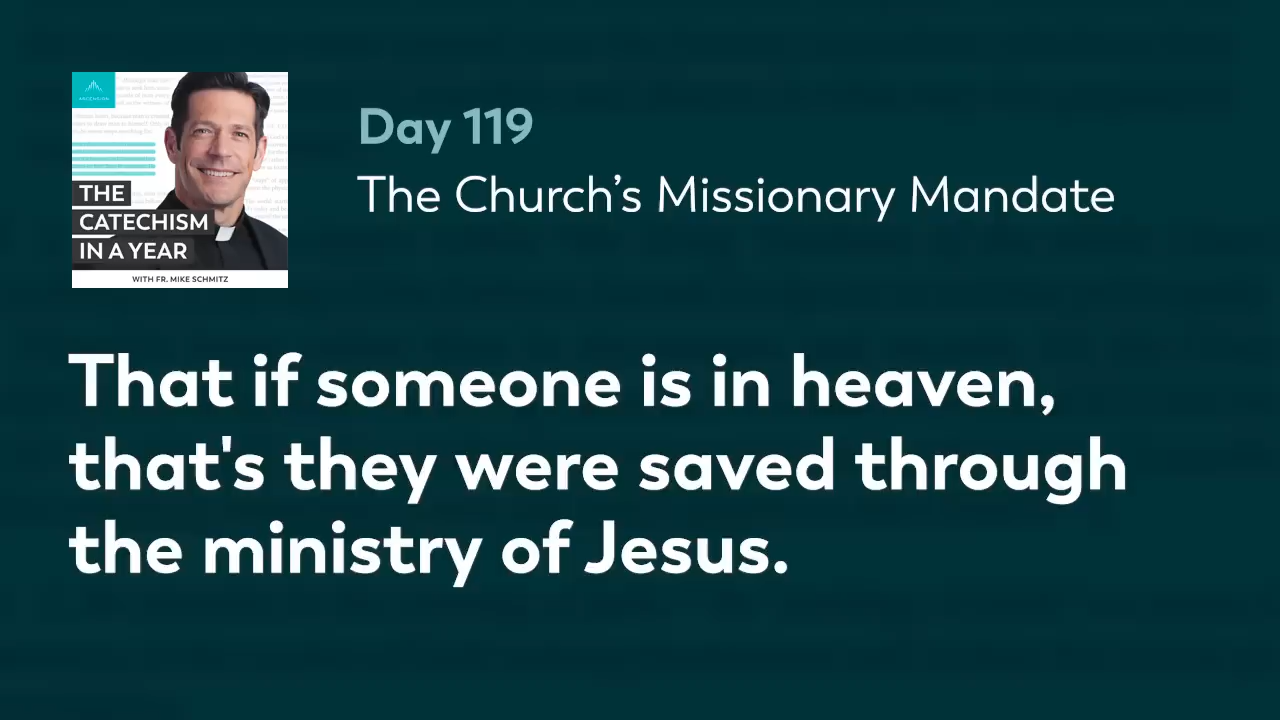 ASCENSION
Day 119
The Church’s Missionary Mandate
THE
CATECHISM
IN A YEAR
WITH FR. MIKE SCHMITZ
That if someone is in heaven,
that's they were saved through
the ministry of Jesus.